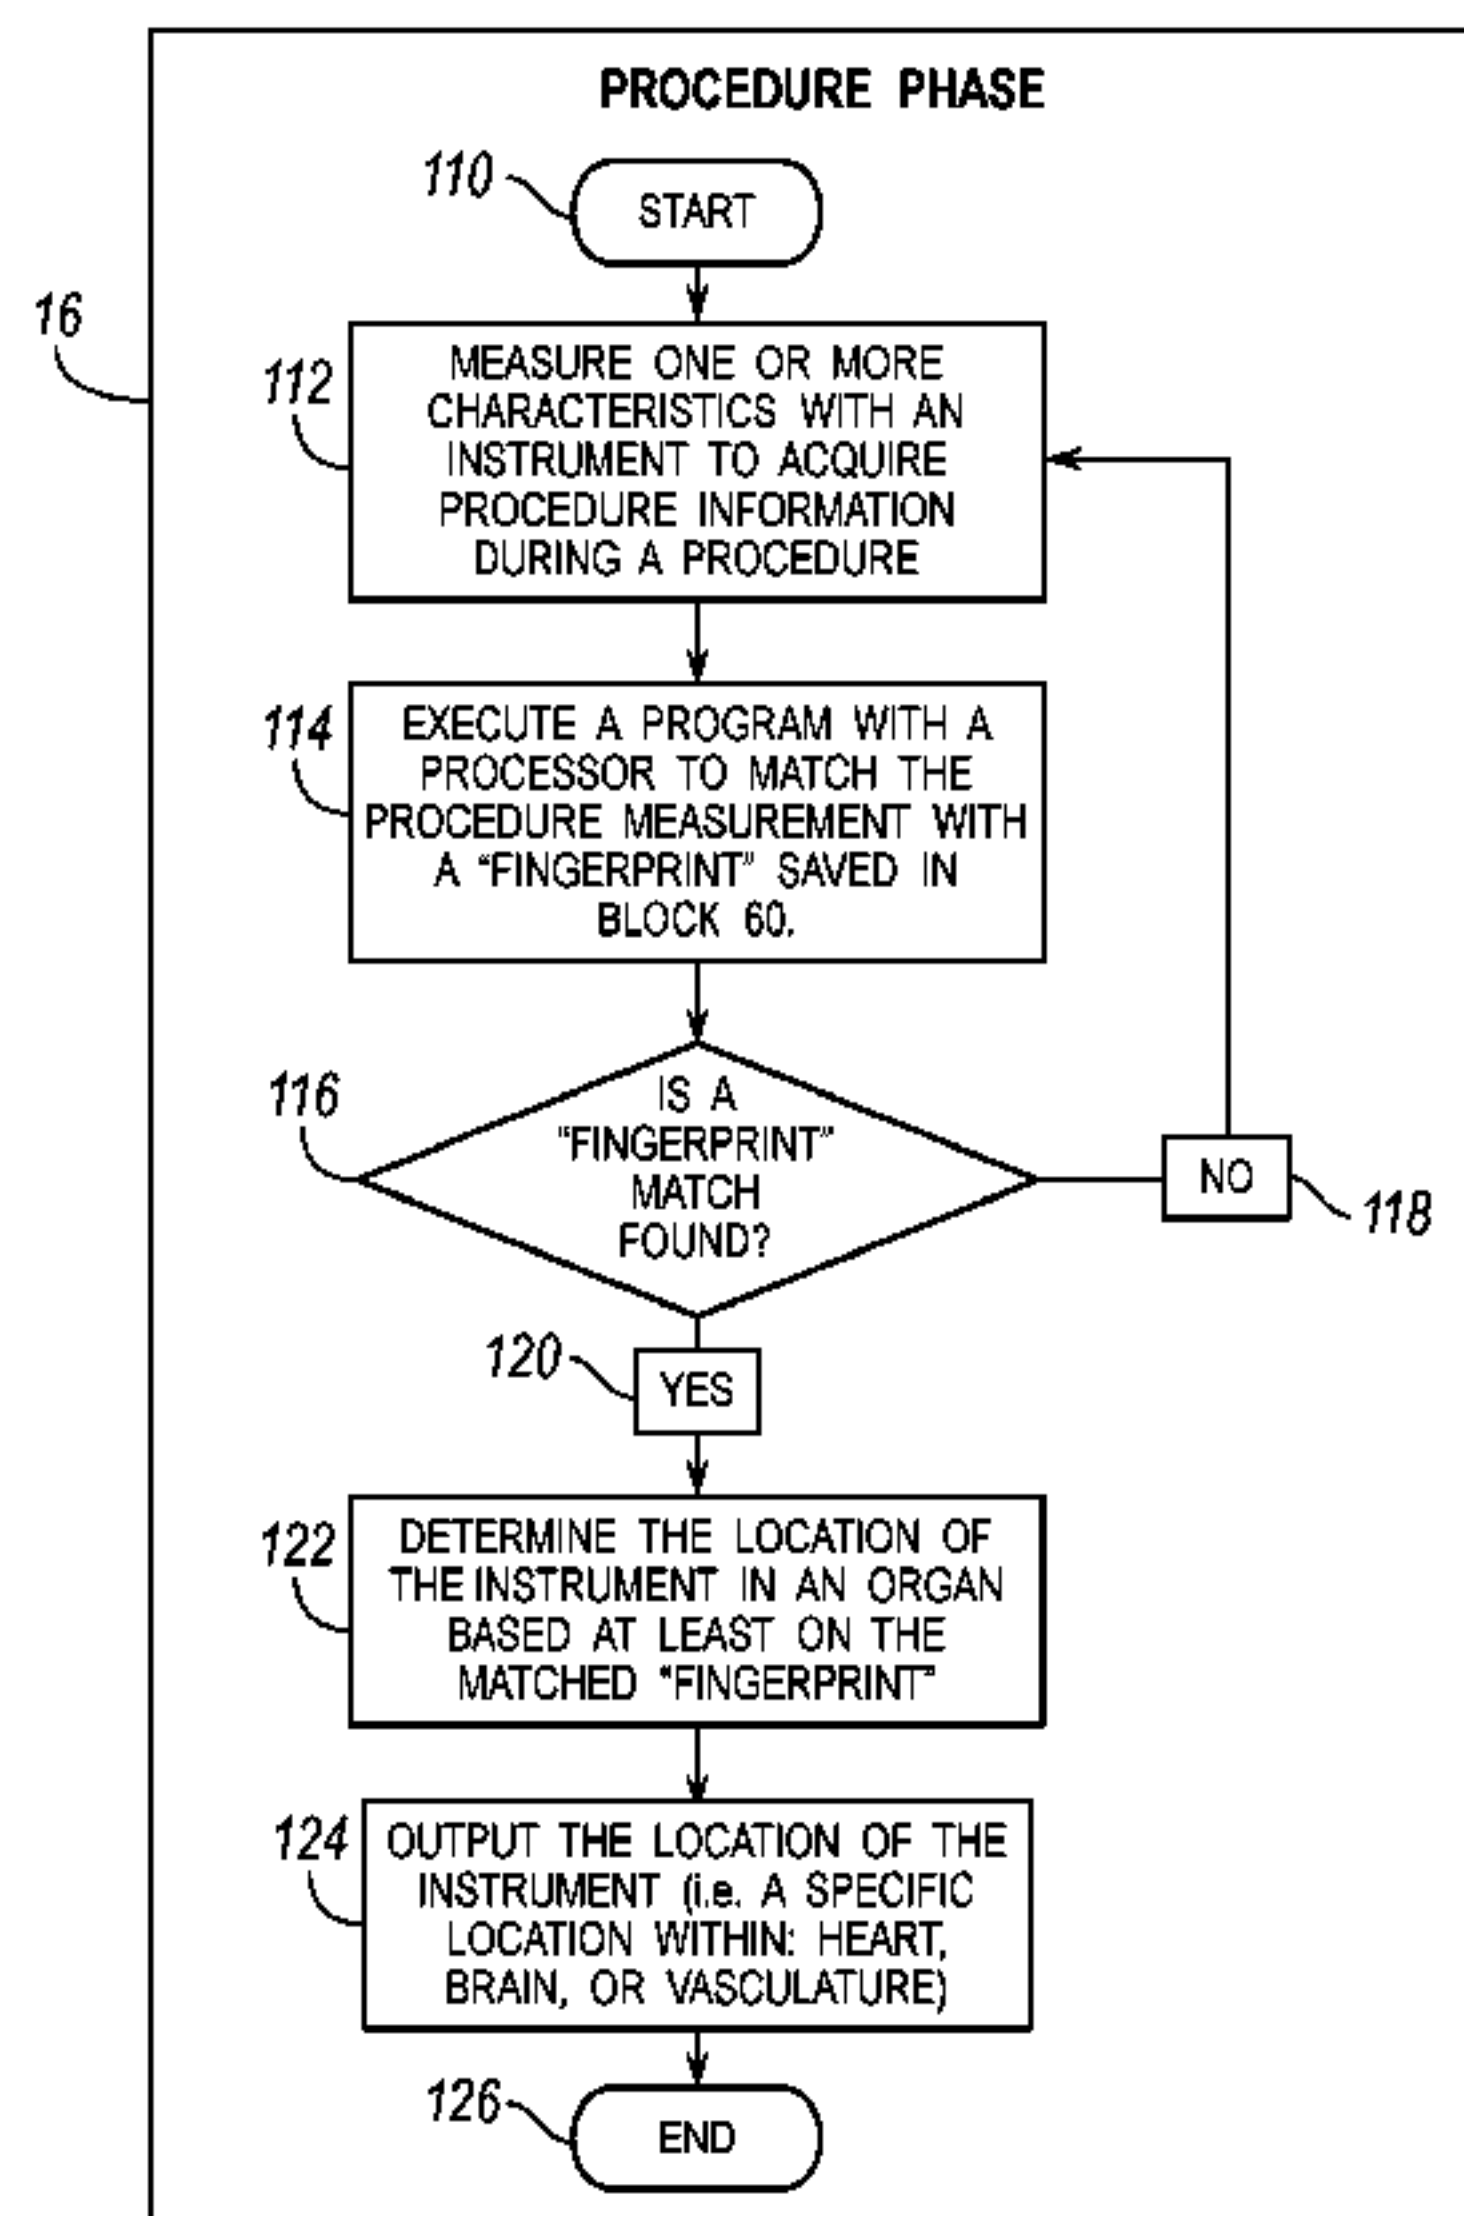 PROCEDURE PHASE
110
START
16
112
MEASURE ONE OR MORE
CHARACTERISTICS WITH AN
INSTRUMENT TO ACQUIRE
PROCEDURE INFORMATION
DURING A PROCEDURE
114
EXECUTE A PROGRAM WITH A
PROCESSOR TO MATCH THE
PROCEDURE MEASUREMENT WITH
A “FINGERPRINT” SAVED IN
BLOCK 60.
116
IS A
“FINGERPRINT”
MATCH
FOUND?
NO
118
120
YES
122
DETERMINE THE LOCATION OF
THE INSTRUMENT IN AN ORGAN
BASED AT LEAST ON THE
MATCHED “FINGERPRINT”
124
OUTPUT THE LOCATION OF THE
INSTRUMENT (i.e. A SPECIFIC
LOCATION WITHIN: HEART,
BRAIN, OR VASCULATURE)
126
END